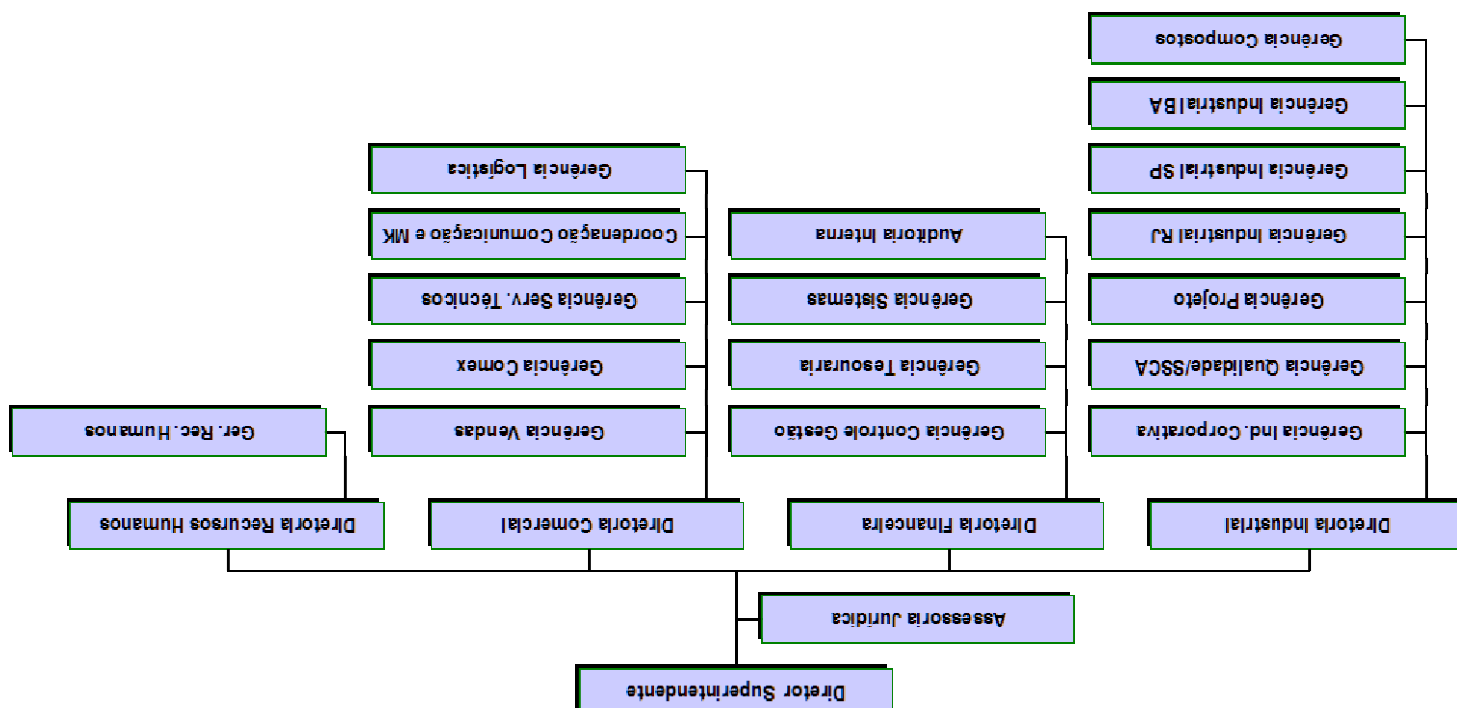 Diretor Superintendente
Assessoria Jurídica
Diretoria Industrial
Gerência Ind. Corporativa
Gerência Qualidade/SSCA
Gerência Projeto
Gerência Industrial RJ
Gerência Industrial SP
Gerência Industrial BA
Gerência Compostos
Diretoria Financeira
Gerência Controle Gestão
Gerência Tesouraria
Gerência Sistemas
Auditoria Interna
Diretoria Comercial
Gerência Vendas
Gerência Comex
Gerência Serv. Técnicos
Coordenação Comunicação e MK
Gerência Logística
Diretoria Recursos Humanos
Ger. Rec. Humanos